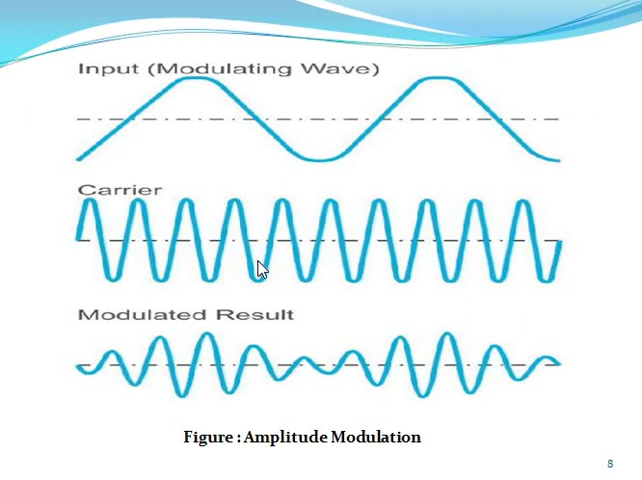 Input (Modulating Wave)
Carrier
Modulated Result
Figure : Amplitude Modulation
8